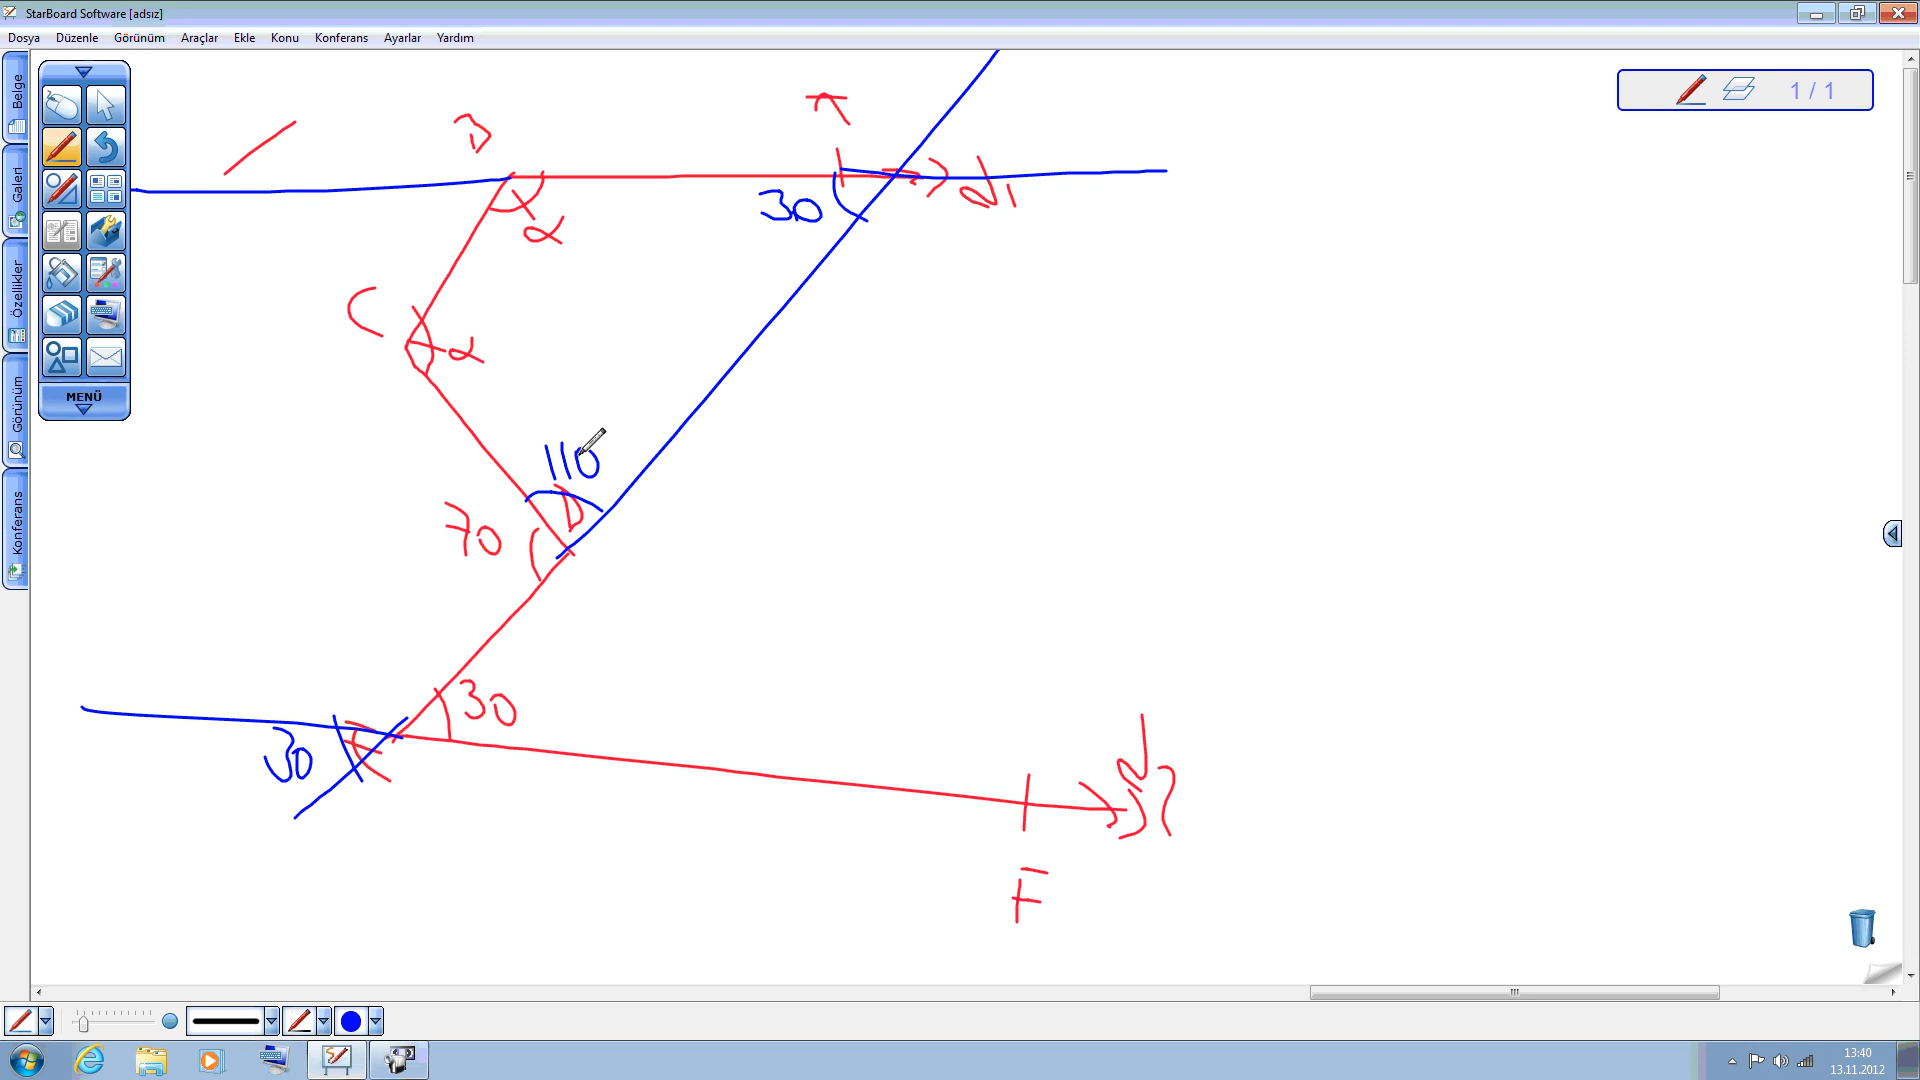 StarBoard Software [adsız]
Dosya Düzenle Görünüm Araçlar Ekle Konu Konferans Ayarlar Yardım
Belge
Galeri
Özellikler
Görünüm
Konferans
MENÜ
1 / 1
B
d1
30
α
C
α
110
D
70
30
30
F
13:40
13.11.2012